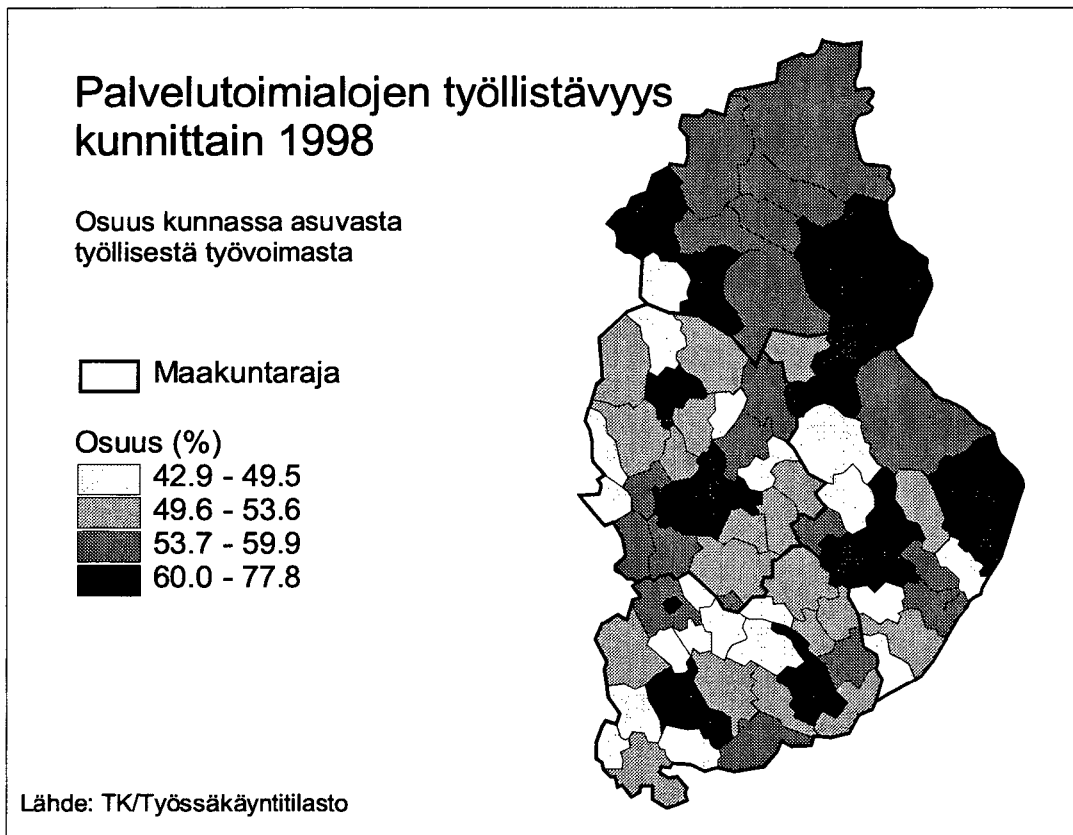 Palvelutoimialojen työllistävyys
kunnittain 1998
Osuus kunnassa asuvasta
työllisestä työvoimasta
Maakuntaraja
Osuus (%)
42.9 - 49.5
49.6 - 53.6
53.7 - 59.9
60.0 - 77.8
Lähde: TK/Työssäkäyntitilasto